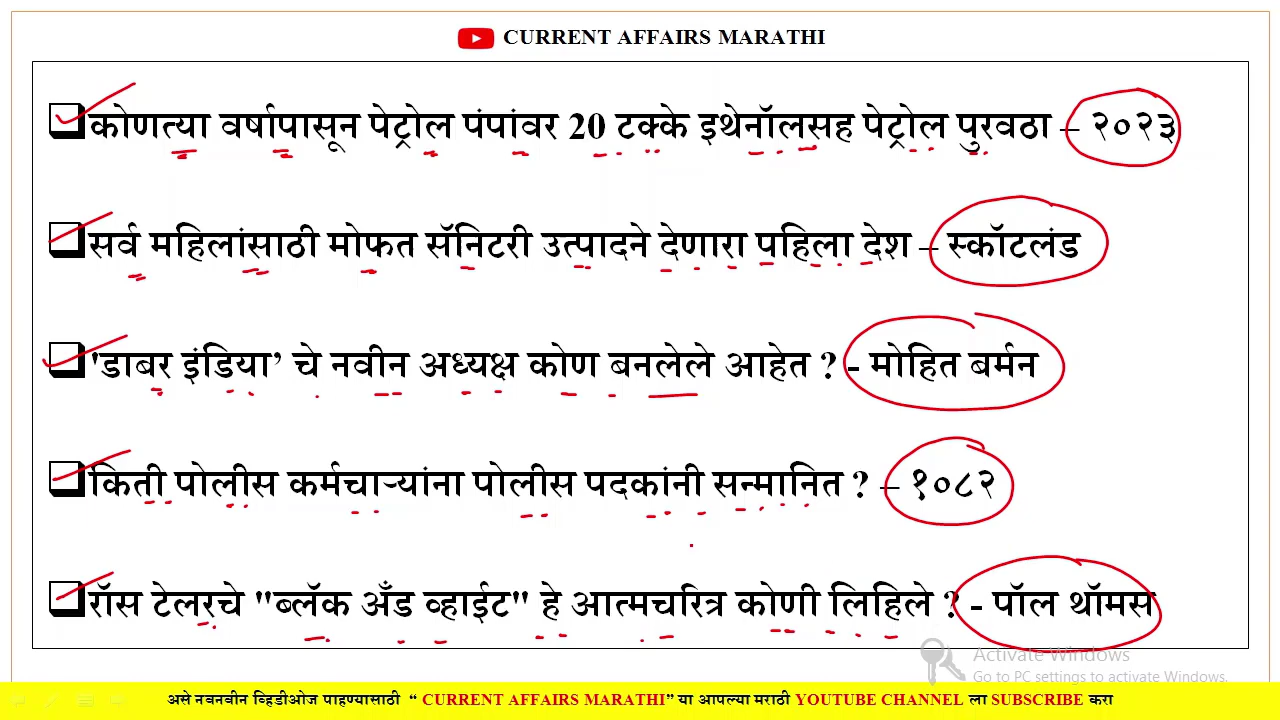 CURRENT AFFAIRS MARATHI
कोणत्या वर्षापासून पेट्रोल पंपांवर 20 टक्के इथेनॉलसह पेट्रोल पुरवठा – २०२३
सर्व महिलांसाठी मोफत सॅनिटरी उत्पादने देणारा पहिला देश – स्कॉटलंड
'डाबर इंडिया’ चे नवीन अध्यक्ष कोण बनलेले आहेत ? - मोहित बर्मन
किती पोलीस कर्मचाऱ्यांना पोलीस पदकांनी सन्मानित ? – १०८२
रॉस टेलरचे "ब्लॅक अँड व्हाईट" हे आत्मचरित्र कोणी लिहिले ? - पॉल थॉमस
Activate Windows
Go to PC settings to activate Windows.
असे नवनवीन व्हिडीओज पाहण्यासाठी “ CURRENT AFFAIRS MARATHI” या आपल्या मराठी YOUTUBE CHANNEL ला SUBSCRIBE करा